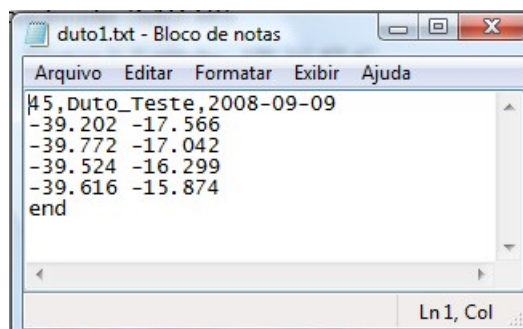 duto1.txt - Bloco de notas
Arquivo Editar Formatar Exibir Ajuda
45,Duto_Teste,2008-09-09
-39.202 -17.566
-39.772 -17.042
-39.524 -16.299
-39.616 -15.874
end
Ln 1, Col